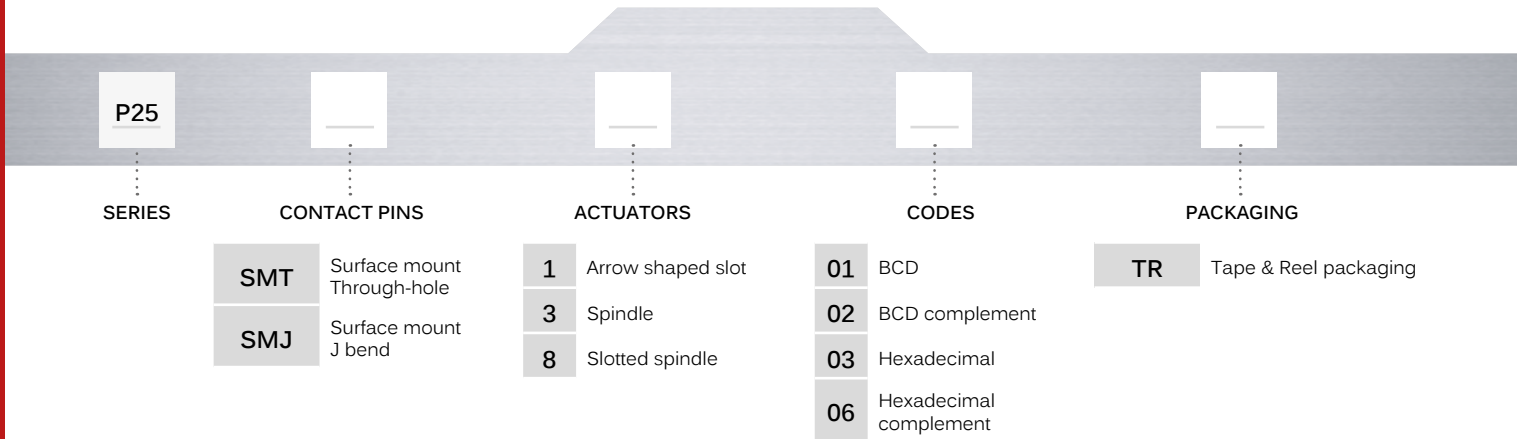 P25
SERIES
CONTACT PINS
ACTUATORS
CODES
PACKAGING
SMT
Surface mount
Through-hole
SMJ
Surface mount
J bend
1 Arrow shaped slot
3 Spindle
8 Slotted spindle
01 BCD
02 BCD complement
03 Hexadecimal
06
Hexadecimal
complement
TR Tape & Reel packaging